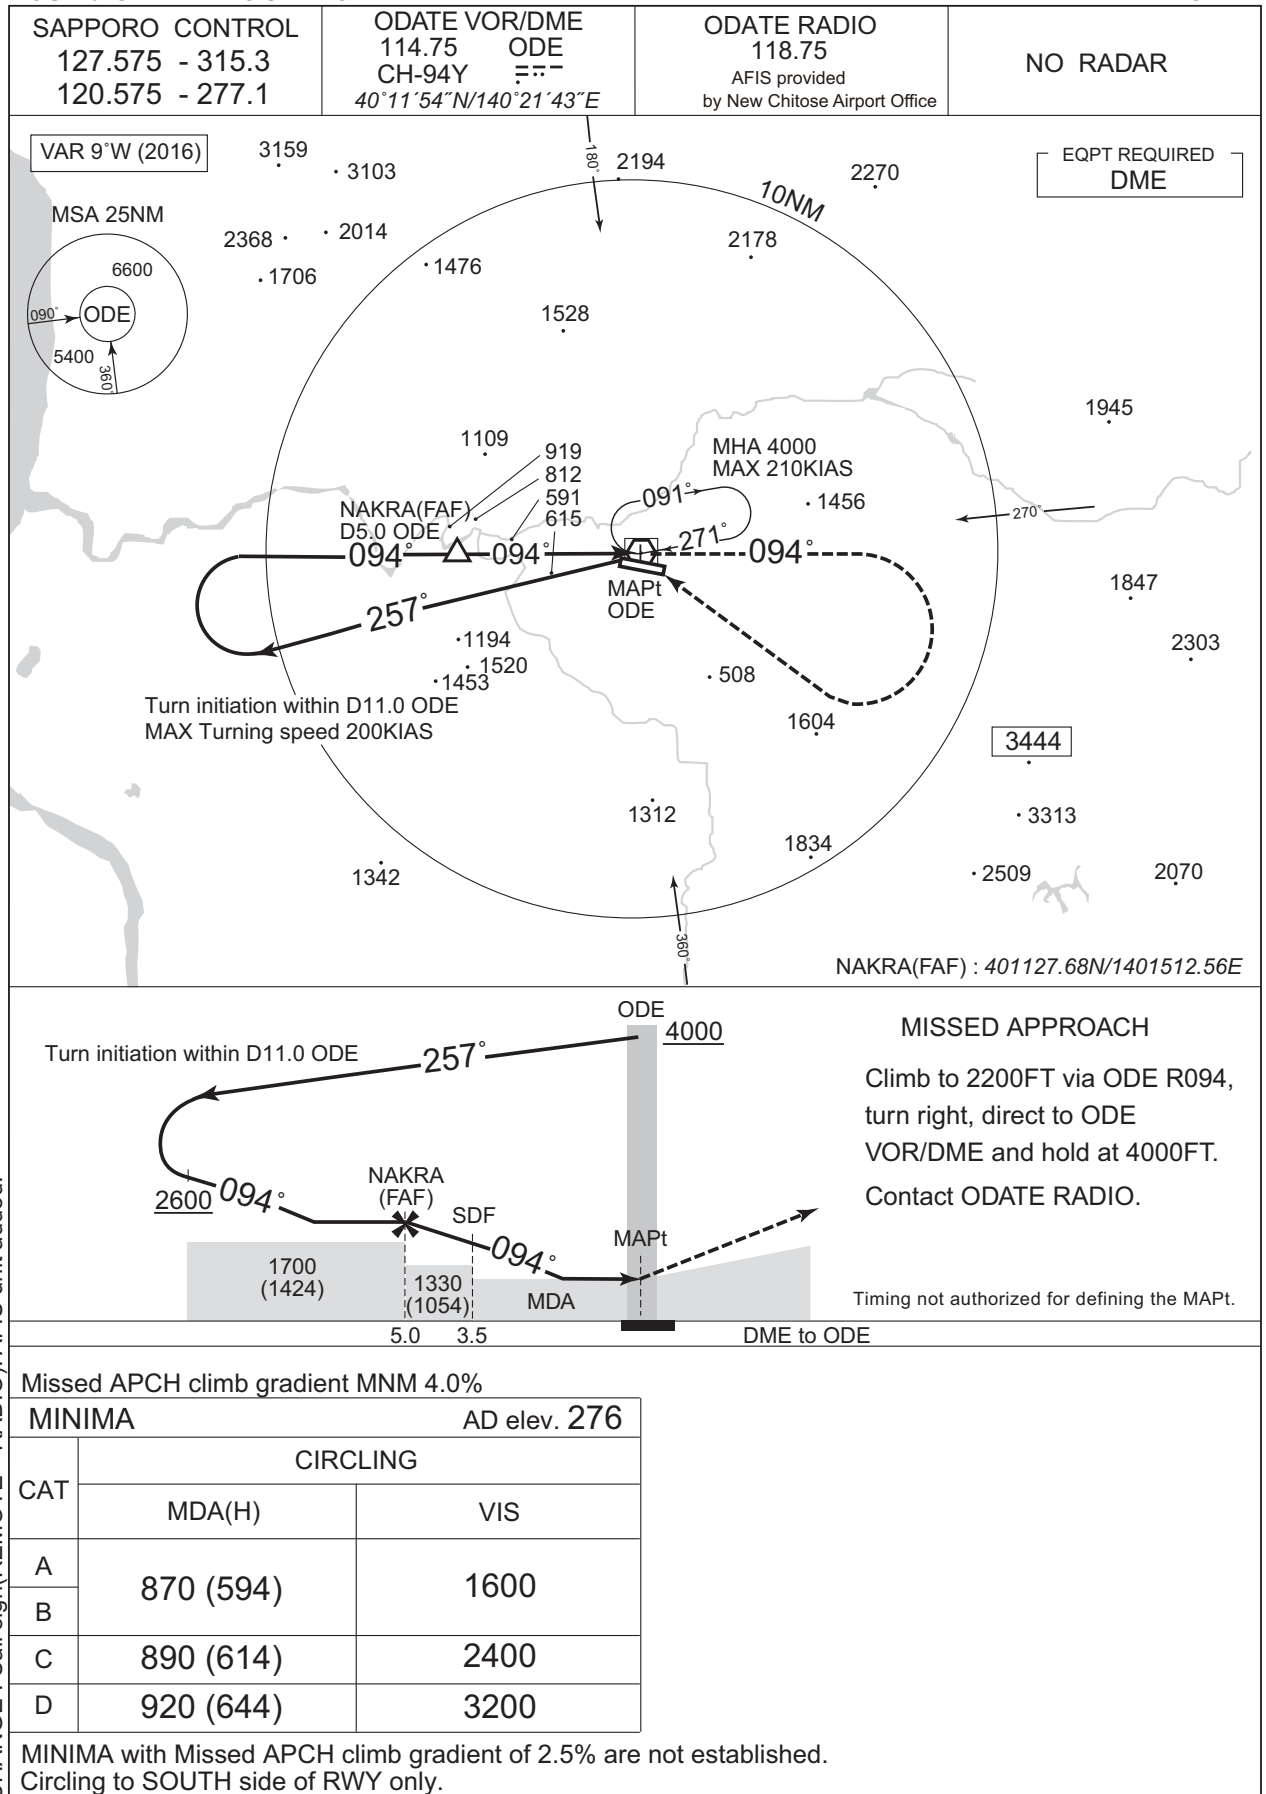 SAPPORO CONTROL
127.575 - 315.3
120.575 - 277.1
ODATE VOR/DME
114.75 ODE
CH-94Y
40°11´54˝N/140°21´43˝E
ODATE RADIO
118.75
AFIS provided
by New Chitose Airport Office
NO RADAR
VAR 9°W (2016)
EQPT REQUIRED
DME
MSA 25NM
6600
090°
ODE
5400
360°
3159
3103
2368
2014
1706
1476
180°
2194
10NM
2270
2178
1528
1945
1109
919
812
591
615
MHA 4000
MAX 210KIAS
1456
091°
271°
270°
NAKRA(FAF)
D5.0 ODE
094°
094°
094°
MAPt
ODE
257°
1847
2303
1194
1520
1453
508
Turn initiation within D11.0 ODE
MAX Turning speed 200KIAS
1604
3444
1312
3313
1834
1342
2509
2070
360°
NAKRA(FAF) : 401127.68N/1401512.56E
ODE
4000
Turn initiation within D11.0 ODE
257°
2600
094°
NAKRA
(FAF)
SDF
094°
MAPt
1700
(1424)
1330
(1054)
MDA
5.0
3.5
DME to ODE
MISSED APPROACH
Climb to 2200FT via ODE R094,
turn right, direct to ODE
VOR/DME and hold at 4000FT.
Contact ODATE RADIO.
Timing not authorized for defining the MAPt.
Missed APCH climb gradient MNM 4.0%
MINIMA AD elev. 276
CAT
CIRCLING
MDA(H) VIS
A
B
870 (594) 1600
C 890 (614) 2400
D 920 (644) 3200
MINIMA with Missed APCH climb gradient of 2.5% are not established.
Circling to SOUTH side of RWY only.